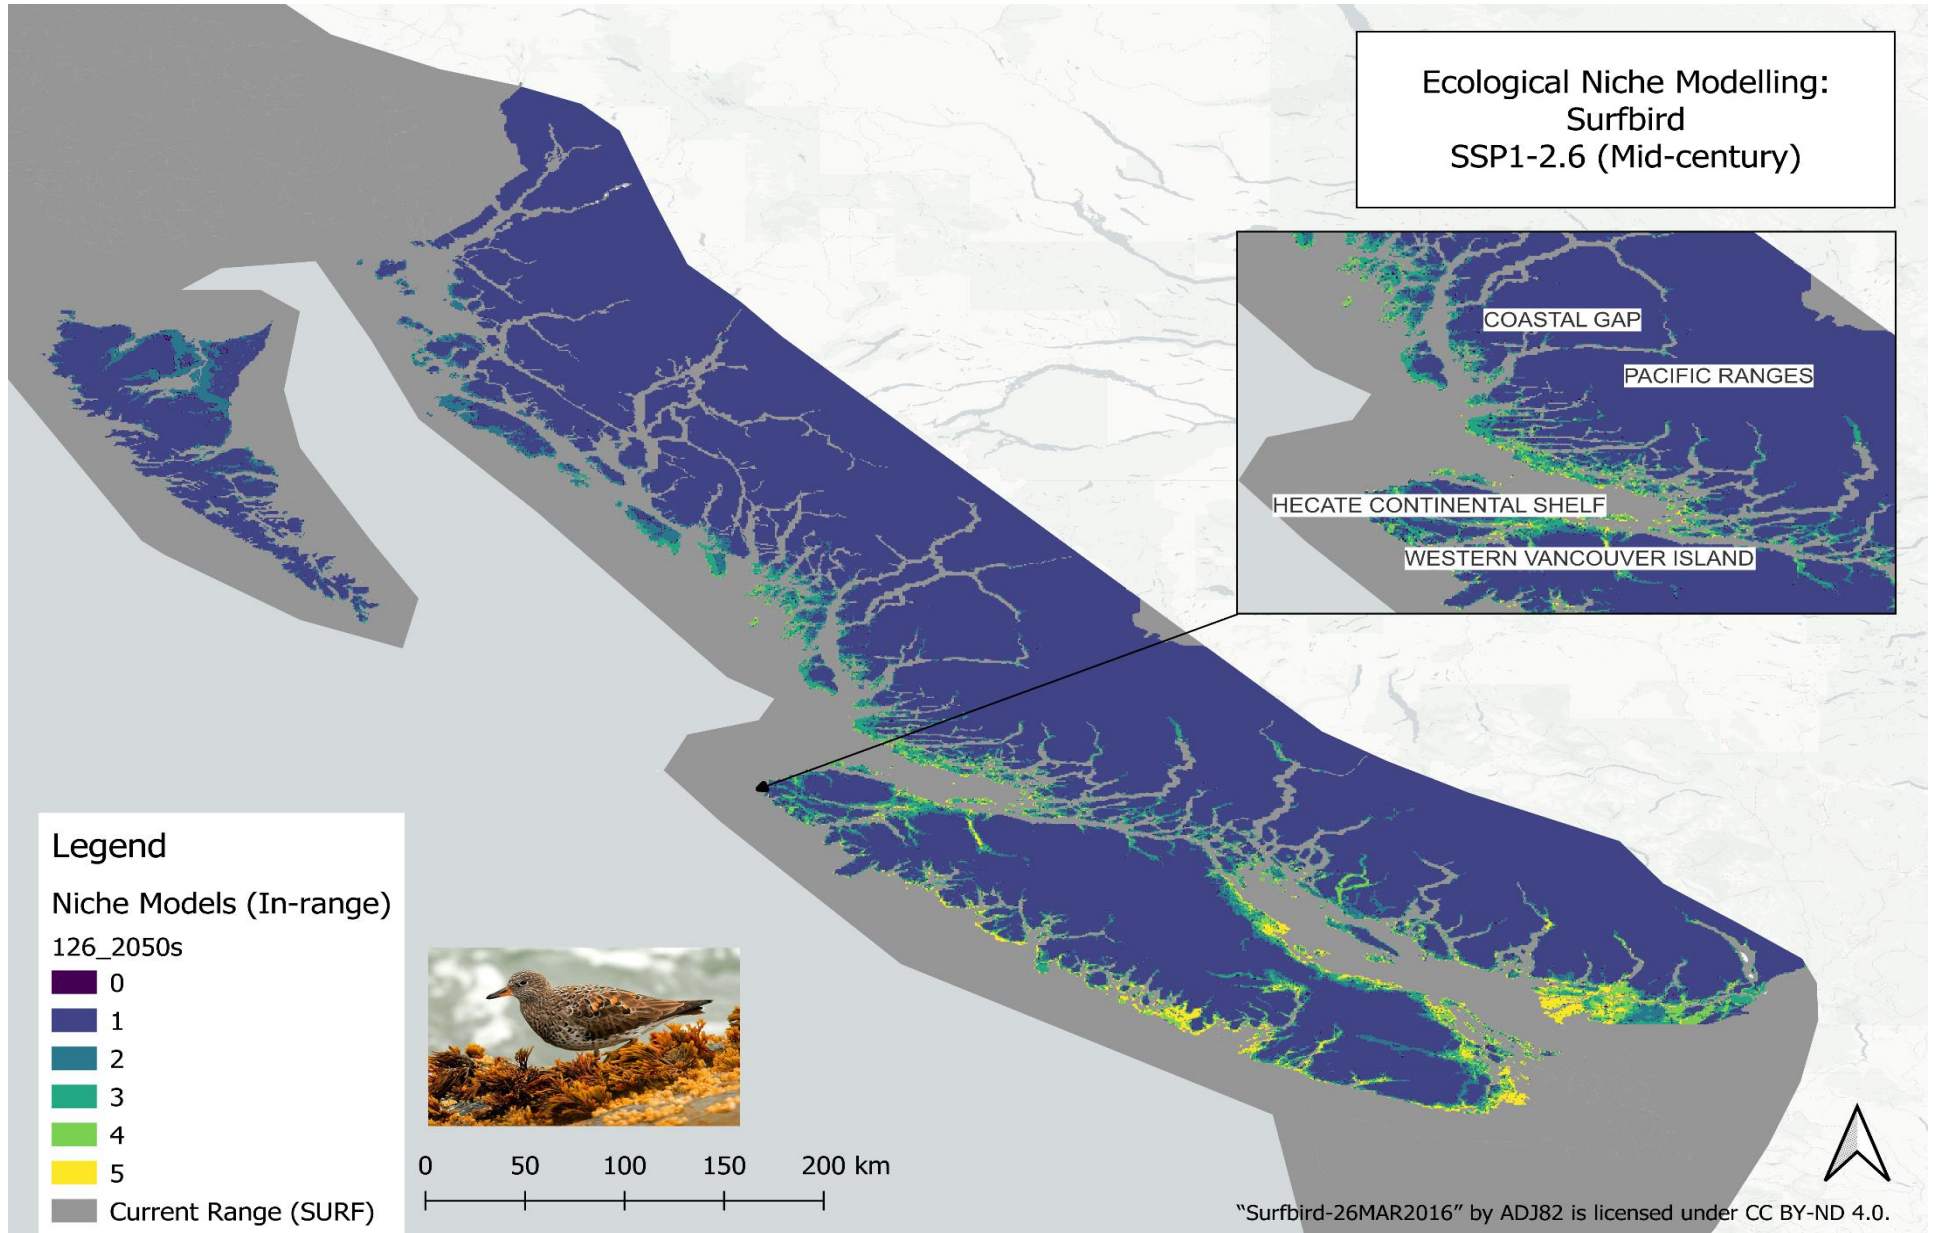 Ecological Niche Modelling:
Surfbird
SSP1-2.6 (Mid-century)
COASTAL GAP
PACIFIC RANGES
HECATE CONTINENTAL SHELF
WESTERN VANCOUVER ISLAND
Legend
Niche Models (In-range)
126_2050s
0
1
2
3
4
5
Current Range (SURF)
0 50 100 150 200 km
“Surfbird-26MAR2016” by ADJ82 is licensed under CC BY-ND 4.0.